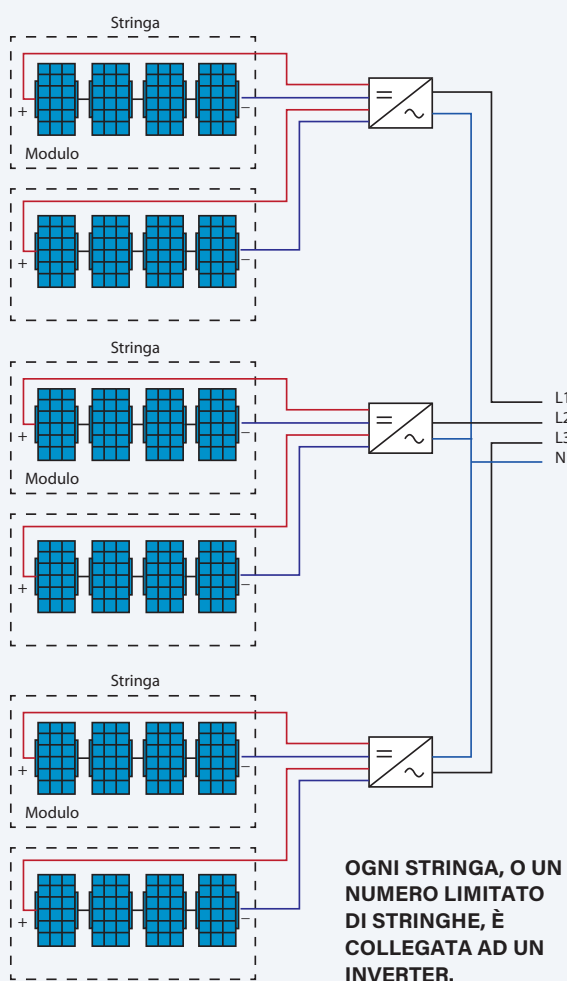 Stringa
+
−
Modulo
=
~
+
−
L1
L2
L3
N
Stringa
+
−
Modulo
=
~
+
−
Stringa
+
−
Modulo
=
~
+
−
OGNI STRINGA, O UN
NUMERO LIMITATO
DI STRINGHE, È
COLLEGATA AD UN
INVERTER.